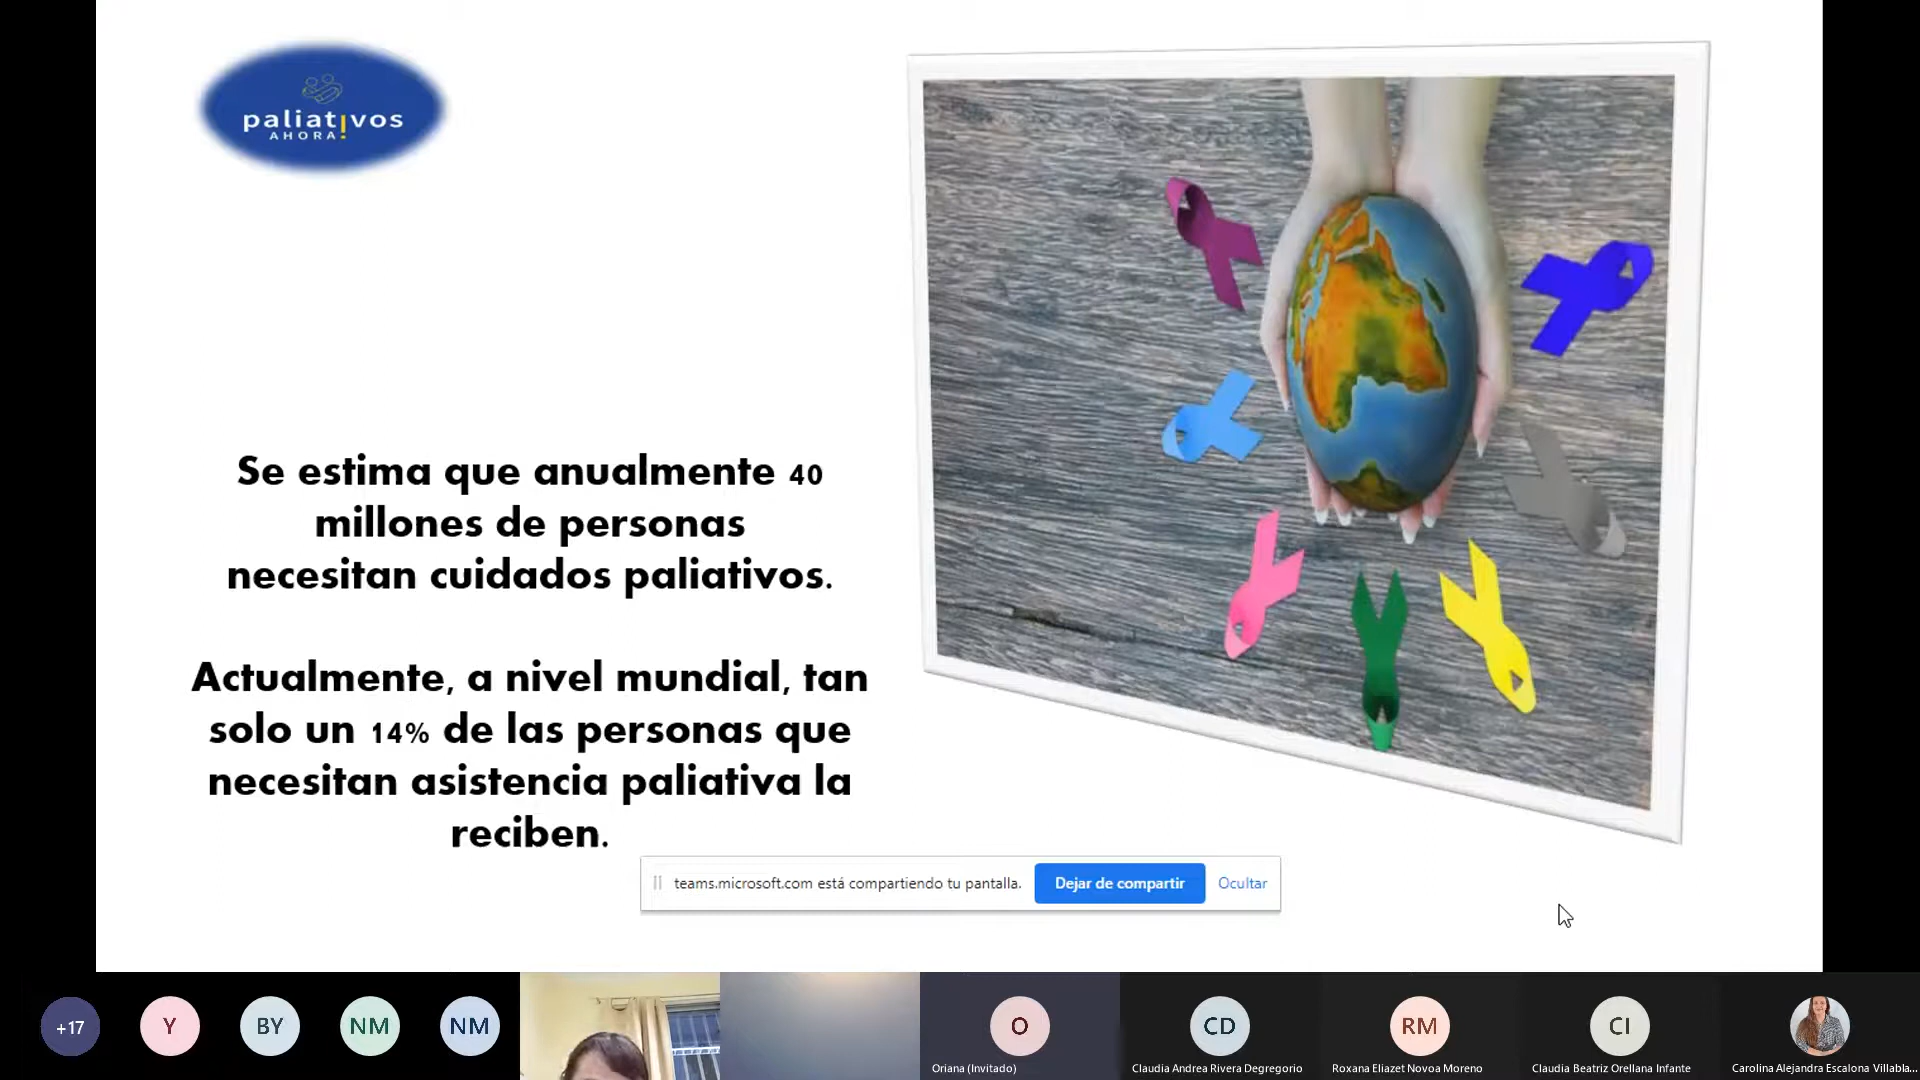 paliat!vos
AHORA!
Se estima que anualmente 40
millones de personas
necesitan cuidados paliativos.
Actualmente, a nivel mundial, tan
solo un 14% de las personas que
necesitan asistencia paliativa la
reciben.
teams.microsoft.com está compartiendo tu pantalla.
Dejar de compartir
Ocultar
+17
Y
BY
NM
NM
O
CD
RM
CI
Oriana (Invitado)
Claudia Andrea Rivera Degregorio
Roxana Eliazet Novoa Moreno
Claudia Beatriz Orellana Infante
Carolina Alejandra Escalona Villabla...